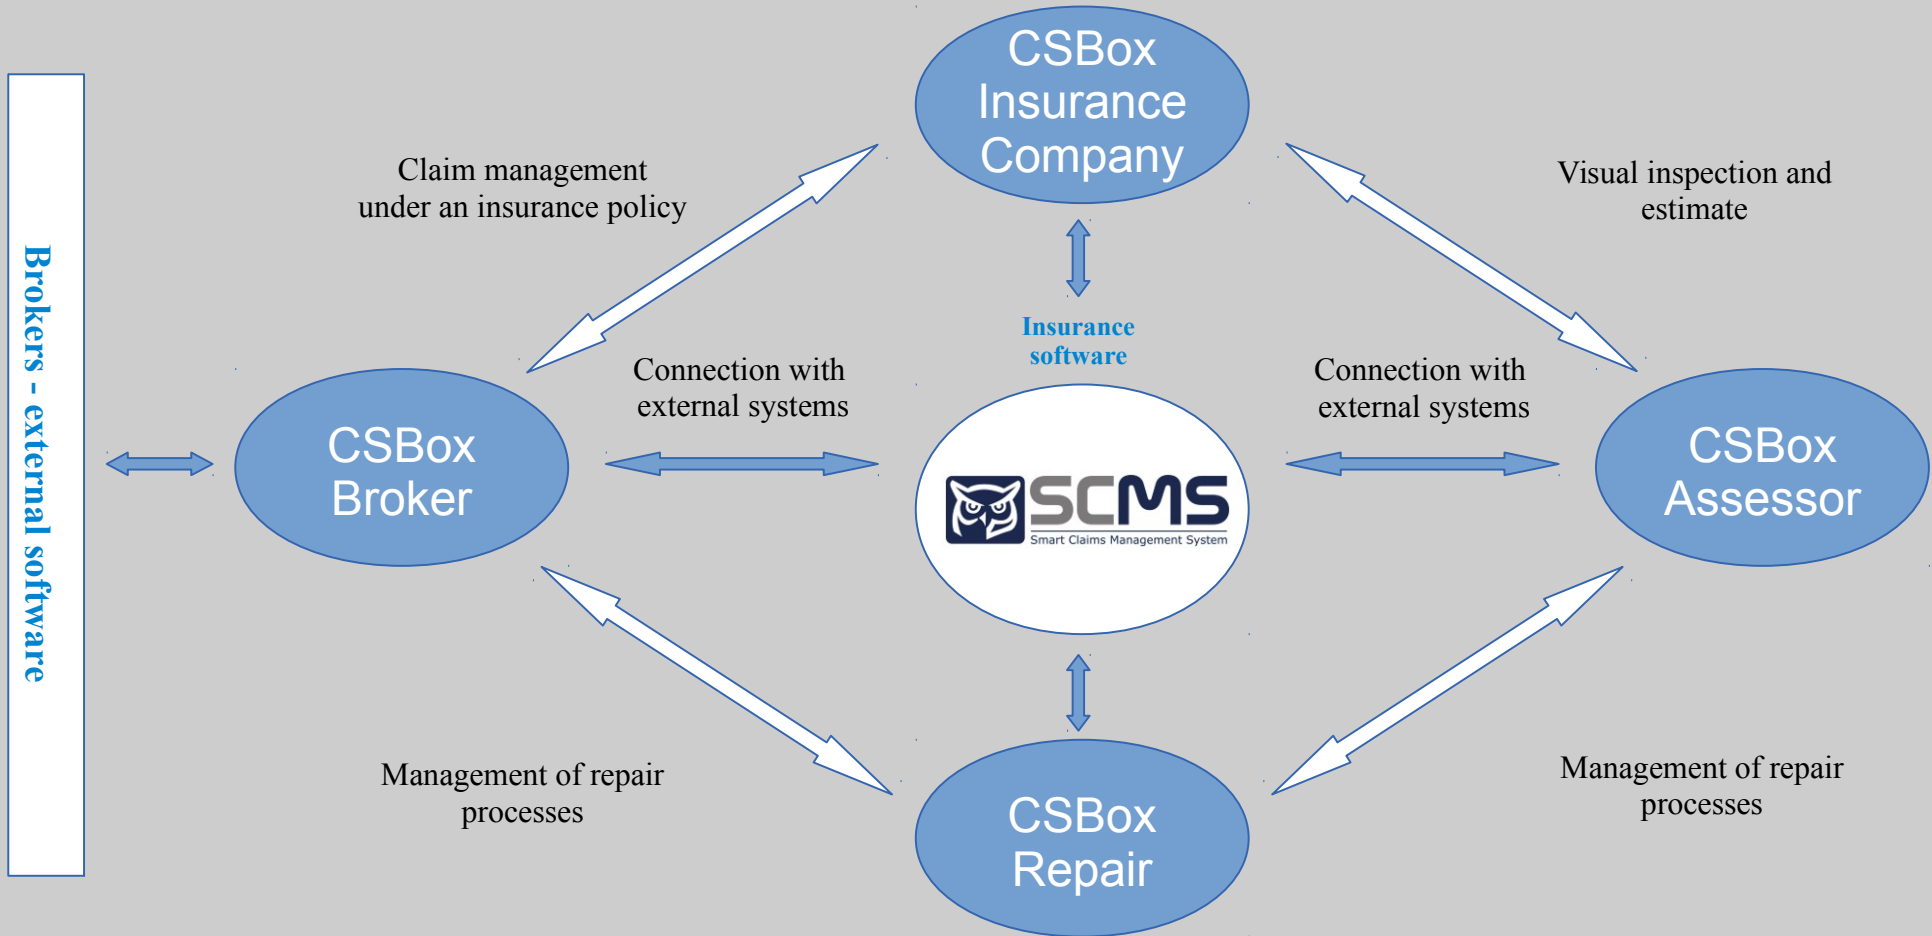 CSBox
Insurance
Company
Claim management
under an insurance policy
Visual inspection and
estimate
Brokers - external software
Insurance
software
Connection with
external systems
Connection with
external systems
CSBox
Broker
SCMS
Smart Claims Management System
CSBox
Assessor
Management of repair
processes
Management of repair
processes
CSBox
Repair